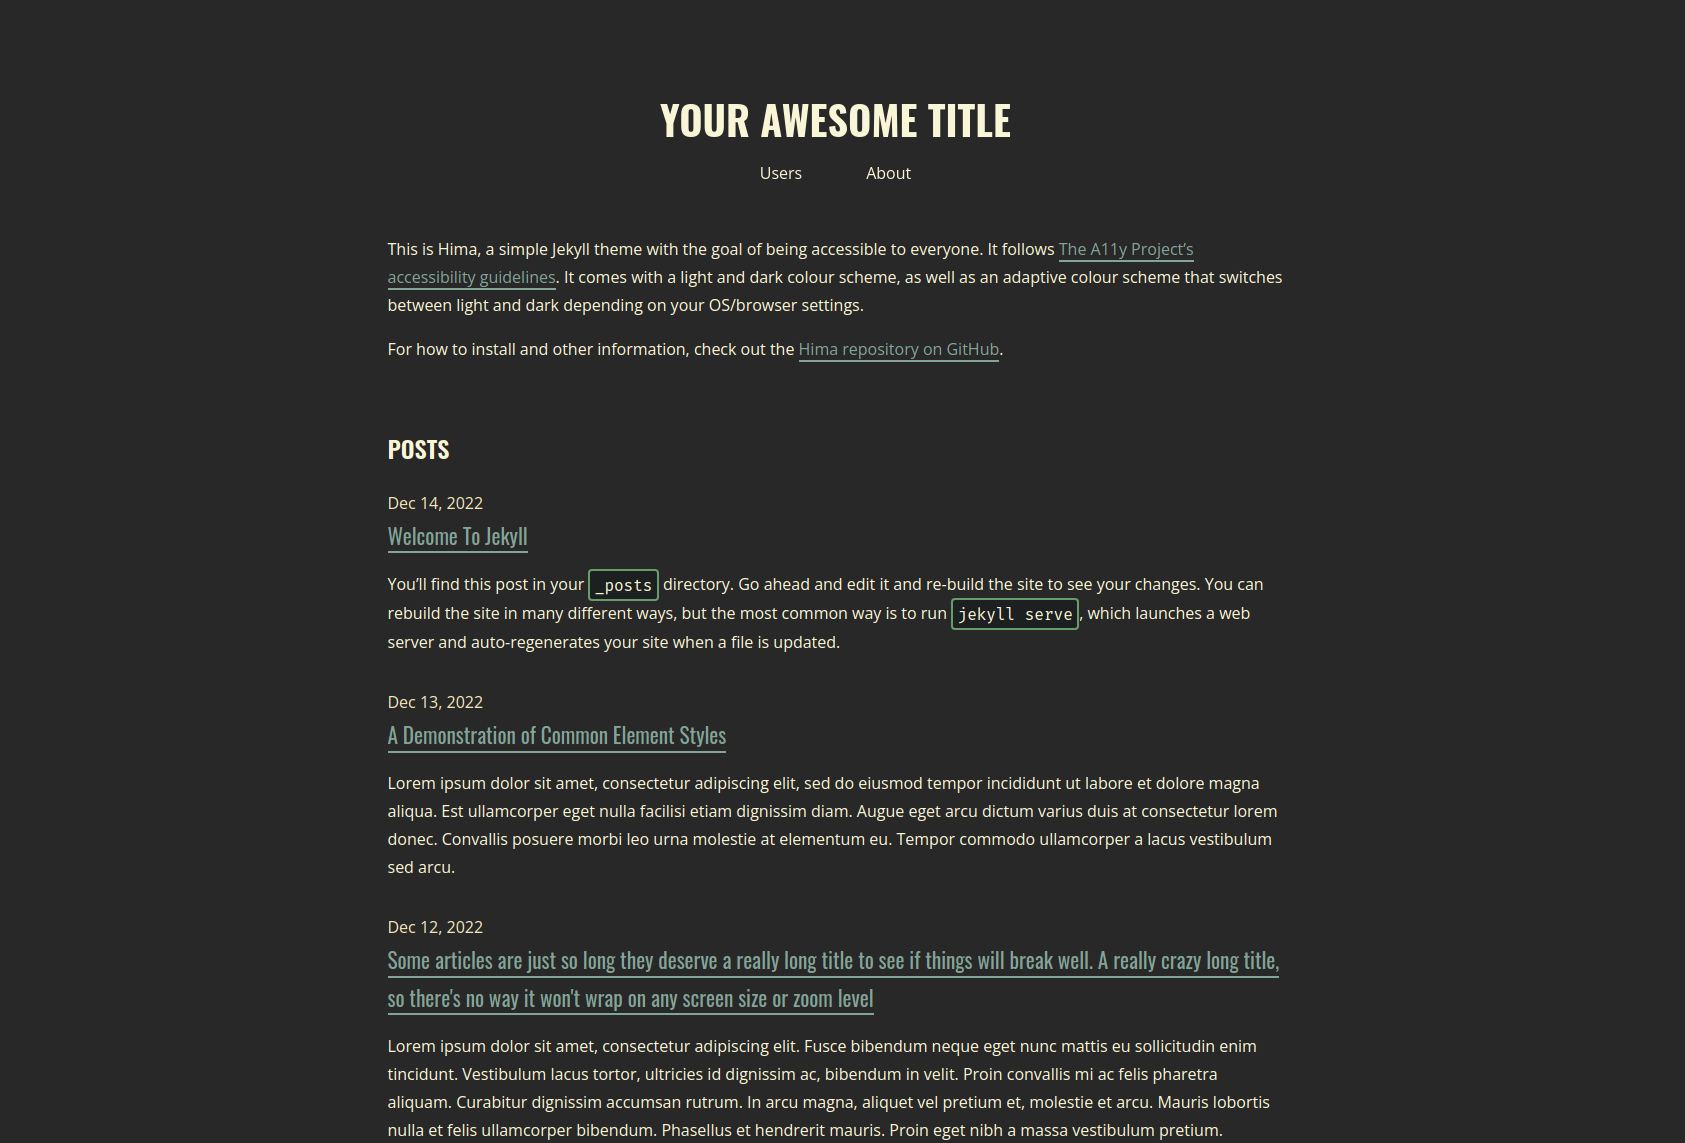 YOUR AWESOME TITLE
Users About
This is Hima, a simple Jekyll theme with the goal of being accessible to everyone. It follows The A11y Project’s
accessibility guidelines. It comes with a light and dark colour scheme, as well as an adaptive colour scheme that switches
between light and dark depending on your OS/browser settings.
For how to install and other information, check out the Hima repository on GitHub.
POSTS
Dec 14, 2022
Welcome To Jekyll
You’ll find this post in your _posts directory. Go ahead and edit it and re-build the site to see your changes. You can
rebuild the site in many different ways, but the most common way is to run jekyll serve, which launches a web
server and auto-regenerates your site when a file is updated.
Dec 13, 2022
A Demonstration of Common Element Styles
Lorem ipsum dolor sit amet, consectetur adipiscing elit, sed do eiusmod tempor incididunt ut labore et dolore magna
aliqua. Est ullamcorper eget nulla facilisi etiam dignissim diam. Augue eget arcu dictum varius duis at consectetur lorem
donec. Convallis posuere morbi leo urna molestie at elementum eu. Tempor commodo ullamcorper a lacus vestibulum
sed arcu.
Dec 12, 2022
Some articles are just so long they deserve a really long title to see if things will break well. A really crazy long title,
so there's no way it won't wrap on any screen size or zoom level
Lorem ipsum dolor sit amet, consectetur adipiscing elit. Fusce bibendum neque eget nunc mattis eu sollicitudin enim
tincidunt. Vestibulum lacus tortor, ultricies id dignissim ac, bibendum in velit. Proin convallis mi ac felis pharetra
aliquam. Curabitur dignissim accumsan rutrum. In arcu magna, aliquet vel pretium et, molestie et arcu. Mauris lobortis
nulla et felis ullamcorper bibendum. Phasellus et hendrerit mauris. Proin eget nibh a massa vestibulum pretium.